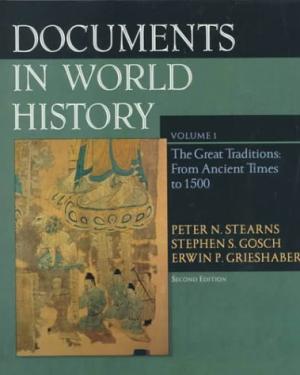 DOCUMENTS
IN WORLD
HISTORY
VOLUME 1
The Great Traditions:
From Ancient Times
to 1500
PETER N. STEARNS
STEPHEN S. GOSCH
ERWIN P. GRIESHABER
SECOND EDITION